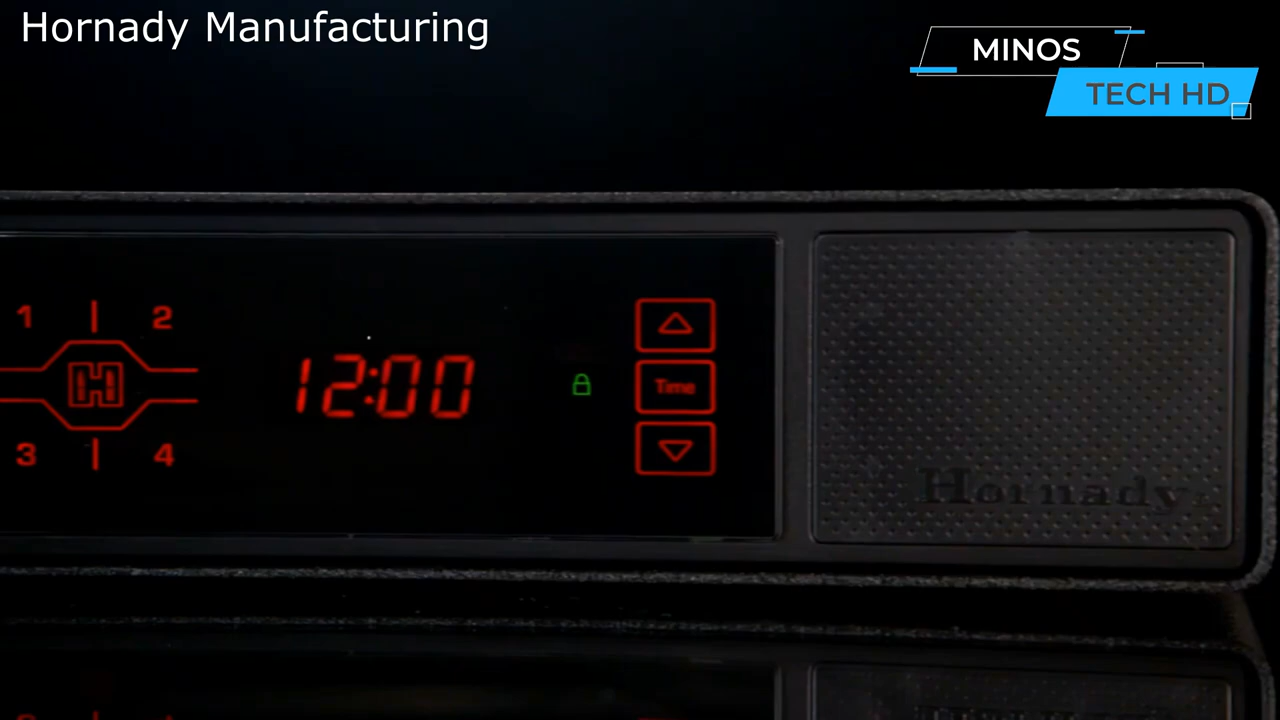 Hornady Manufacturing
MINOS
TECH HD
1 2
H
12:00
Time
3 4
Hornady